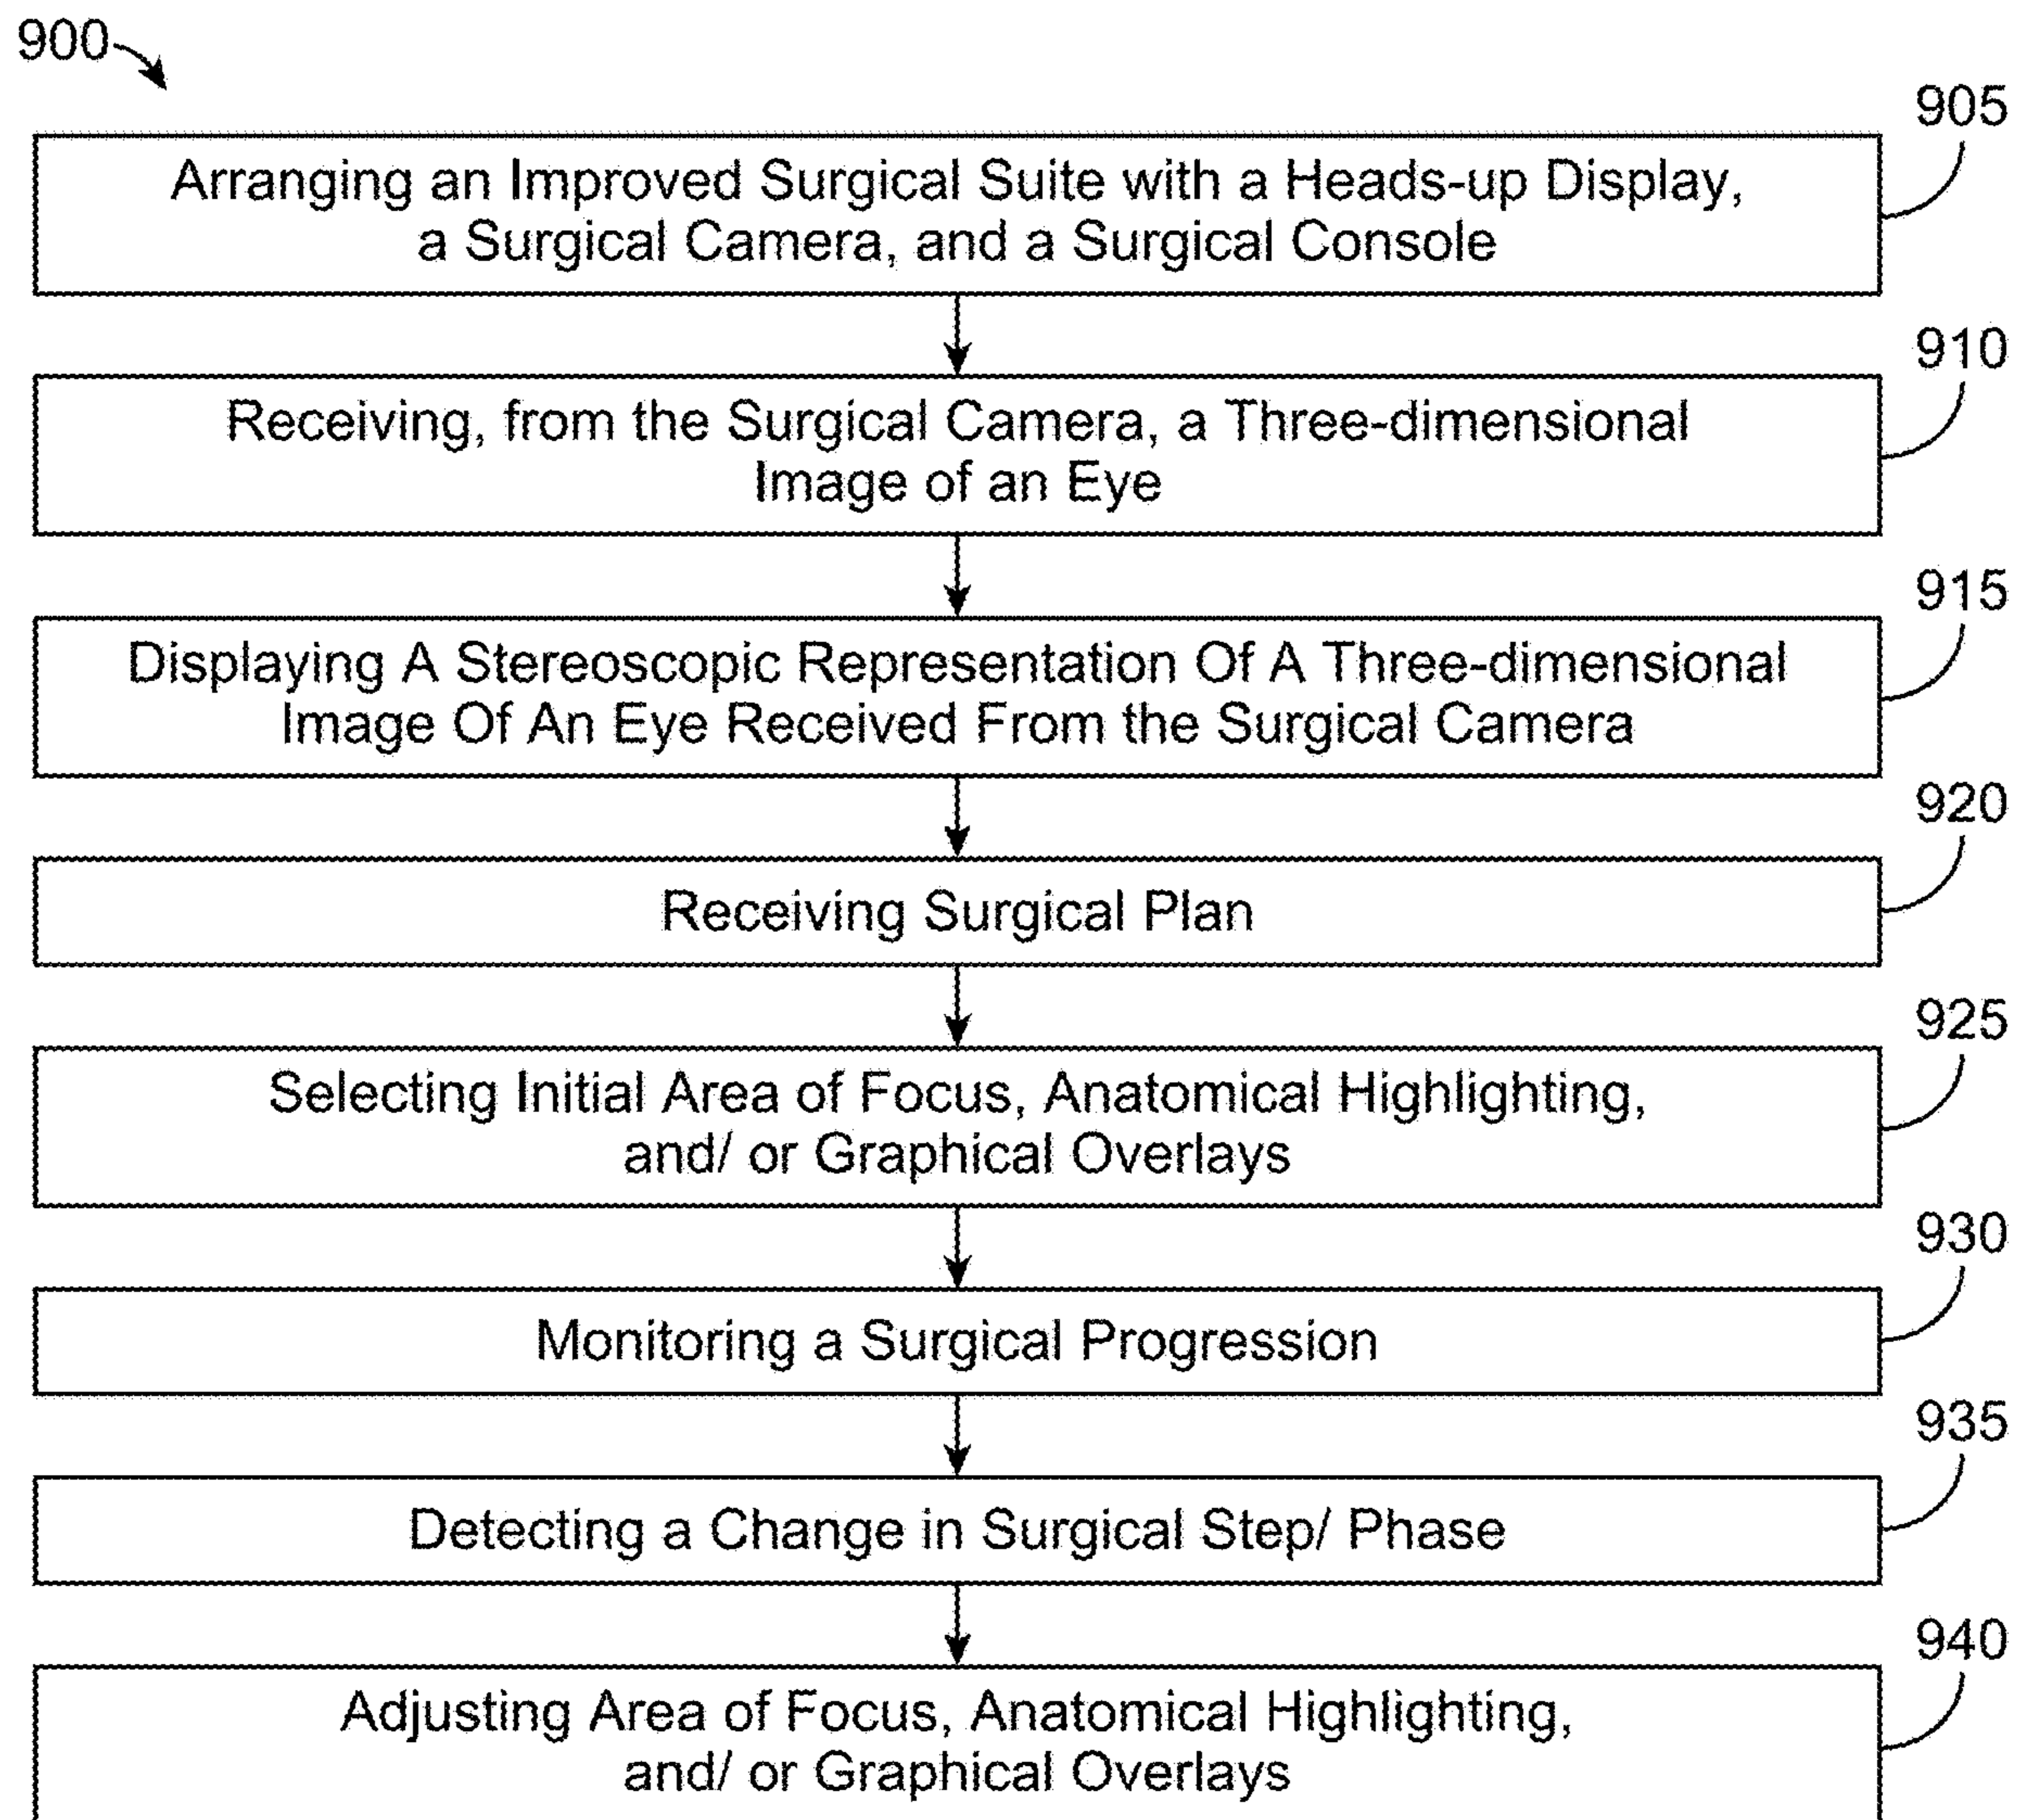 900
905
Arranging an Improved Surgical Suite with a Heads-up Display,
a Surgical Camera, and a Surgical Console
910
Receiving, from the Surgical Camera, a Three-dimensional
Image of an Eye
915
Displaying A Stereoscopic Representation Of A Three-dimensional
Image Of An Eye Received From the Surgical Camera
920
Receiving Surgical Plan
925
Selecting Initial Area of Focus, Anatomical Highlighting,
and/ or Graphical Overlays
930
Monitoring a Surgical Progression
935
Detecting a Change in Surgical Step/ Phase
940
Adjusting Area of Focus, Anatomical Highlighting,
and/ or Graphical Overlays